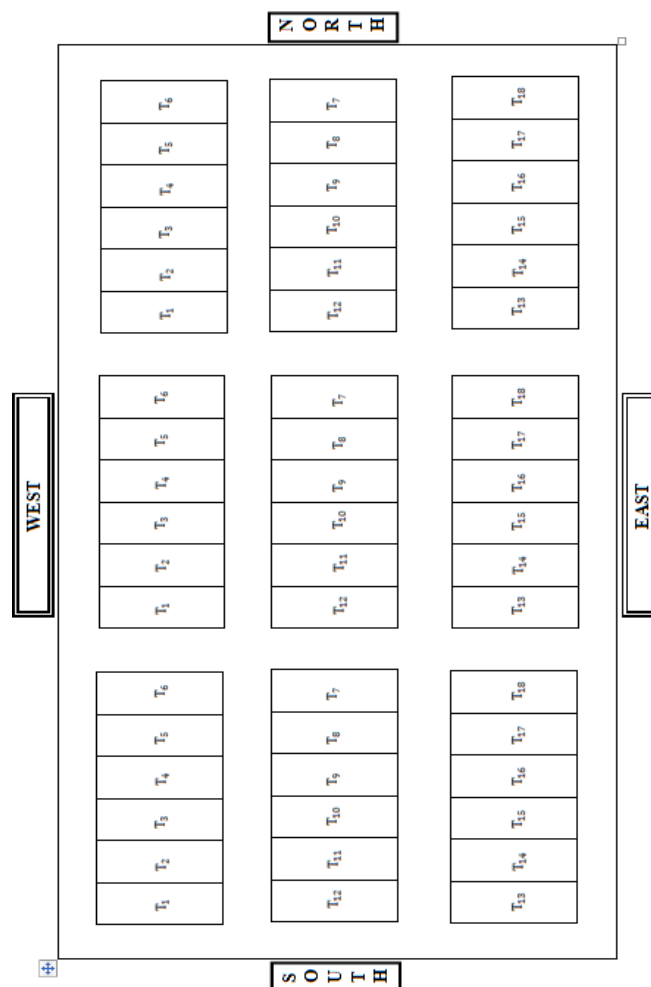 NORTH
T6 T7 T18
T5 T8 T17
T4 T9 T16
T3 T10 T15
T2 T11 T14
T1 T12 T13
WEST
EAST
T6 T7 T18
T5 T8 T17
T4 T9 T16
T3 T10 T15
T2 T11 T14
T1 T12 T13
T6 T7 T18
T5 T8 T17
T4 T9 T16
T3 T10 T15
T2 T11 T14
T1 T12 T13
SOUTH